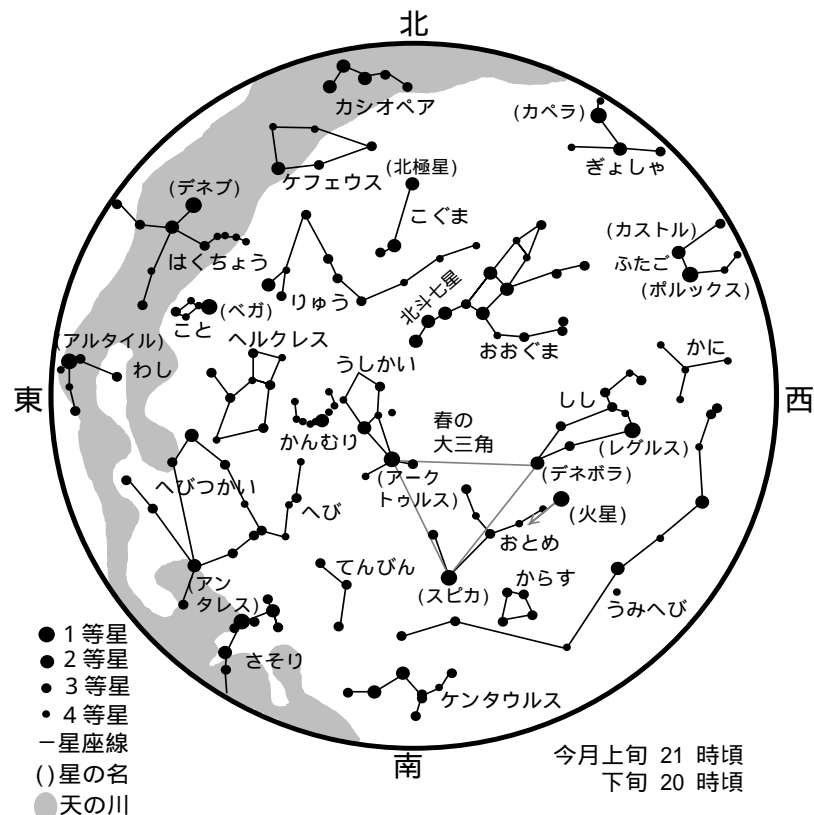 北
カシオペア
(カペラ)
ぎょしゃ
ケフェウス
(北極星)
こぐま
(デネブ)
はくちょう
(カストル)
ふたご
(ポルックス)
りゅう
北斗七星
(ベガ)
こと
おおぐま
(アルタイル)
わし
ヘルクレス
うしかい
かに
東
西
しし
かんむり
春の
大三角
(レグルス)
(デネボラ)
(アーク
トゥルス)
へびつかい
へび
(火星)
おとめ
てんびん
(スピカ)
からす
うみへび
(アン
タレス)
さそり
ケンタウルス
1等星
2等星
3等星
4等星
ー星座線
()星の名
天の川
南
今月上旬 21 時頃
下旬 20 時頃